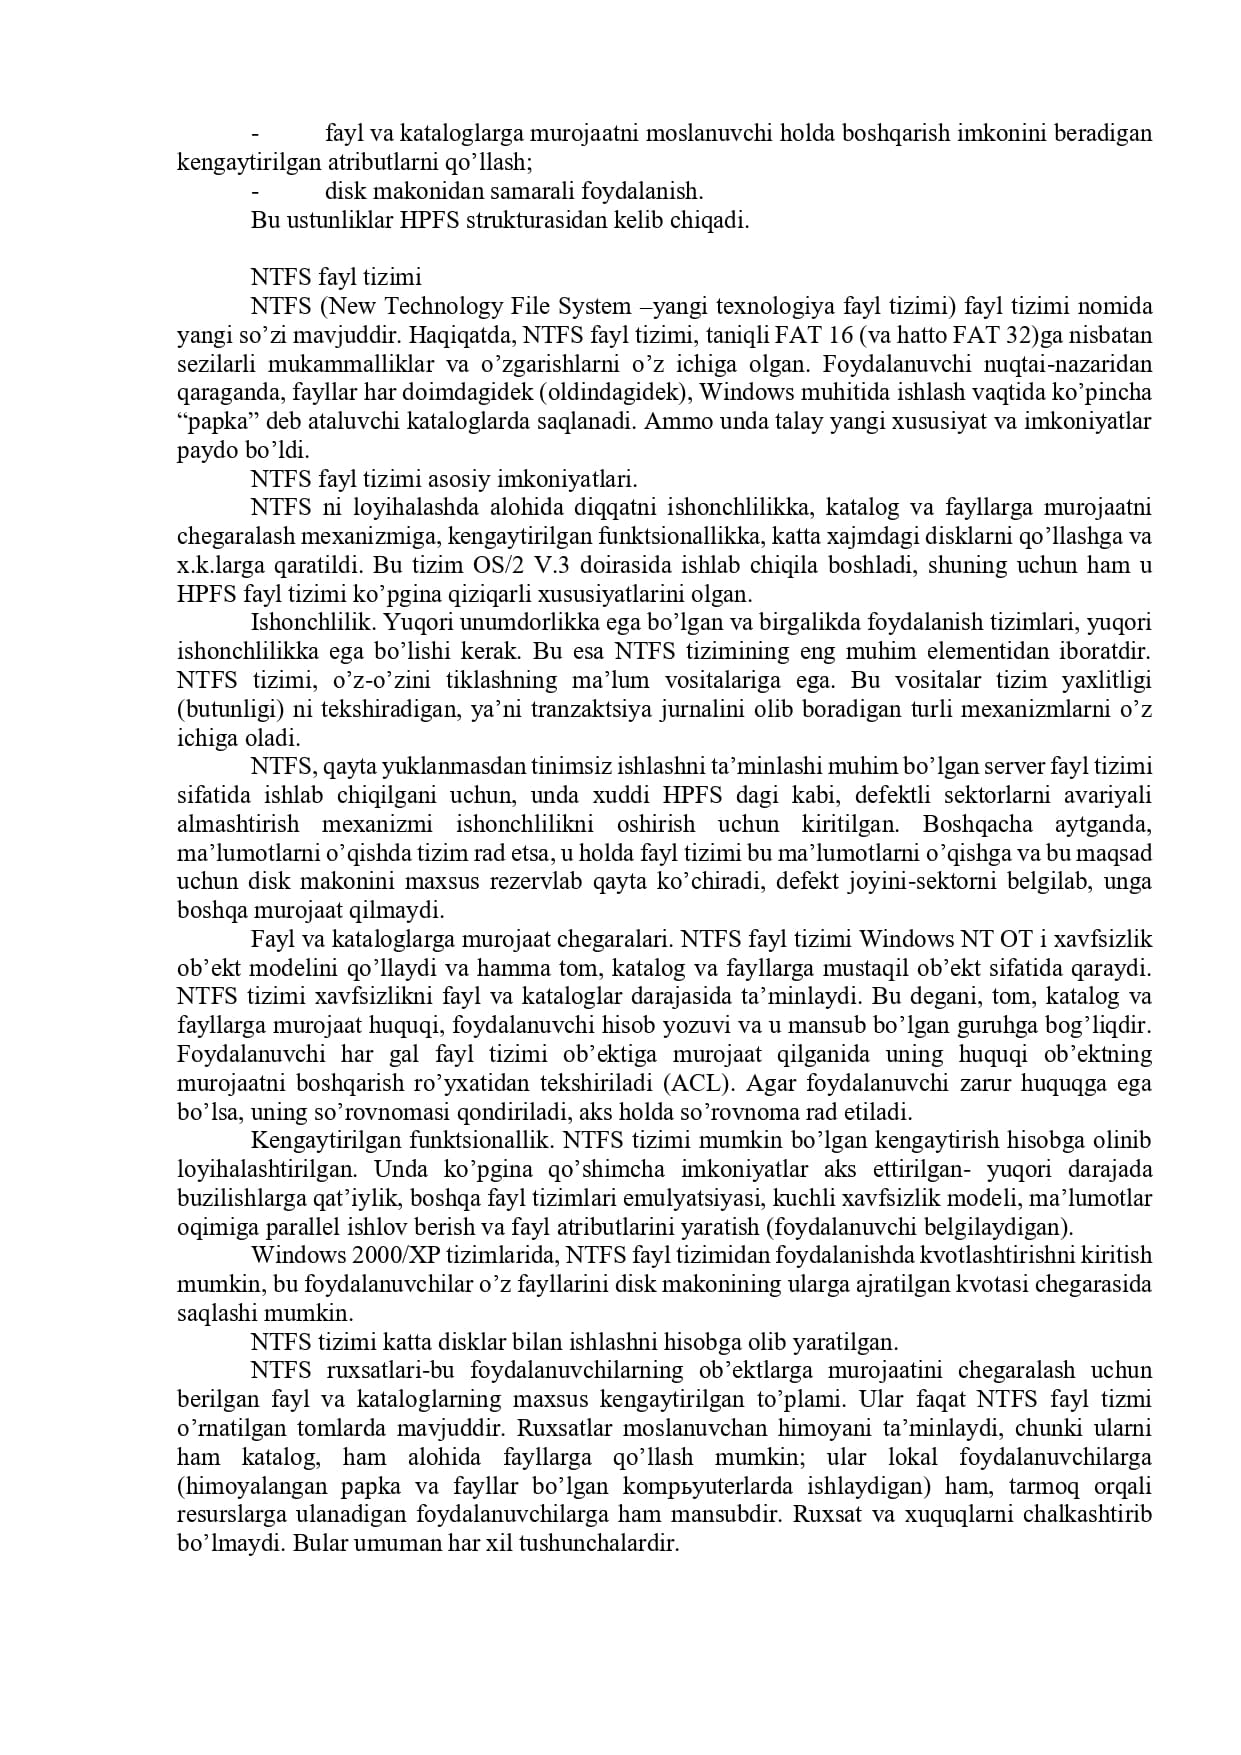 - fayl va kataloglarga murojaatni moslanuvchi holda boshqarish imkonini beradigan
kengaytirilgan atributlarni qo’llash;
- disk makonidan samarali foydalanish.
Bu ustunliklar HPFS strukturasidan kelib chiqadi.
NTFS fayl tizimi
NTFS (New Technology File System –yangi texnologiya fayl tizimi) fayl tizimi nomida
yangi so’zi mavjuddir. Haqiqatda, NTFS fayl tizimi, taniqli FAT 16 (va hatto FAT 32)ga nisbatan
sezilarli mukammalliklar va o’zgarishlarni o’z ichiga olgan. Foydalanuvchi nuqtai-nazaridan
qaraganda, fayllar har doimdagidek (oldindagidek), Windows muhitida ishlash vaqtida ko’pincha
“papka” deb ataluvchi kataloglarda saqlanadi. Ammo unda talay yangi xususiyat va imkoniyatlar
paydo bo’ldi.
NTFS fayl tizimi asosiy imkoniyatlari.
NTFS ni loyihalashda alohida diqqatni ishonchlilikka, katalog va fayllarga murojaatni
chegaralash mexanizmiga, kengaytirilgan funktsionallikka, katta xajmdagi disklarni qo’llashga va
x.k.larga qaratildi. Bu tizim OS/2 V.3 doirasida ishlab chiqila boshladi, shuning uchun ham u
HPFS fayl tizimi ko’pgina qiziqarli xususiyatlarini olgan.
Ishonchlilik. Yuqori unumdorlikka ega bo’lgan va birgalikda foydalanish tizimlari, yuqori
ishonchlilikka ega bo’lishi kerak. Bu esa NTFS tizimining eng muhim elementidan iboratdir.
NTFS tizimi, o’z-o’zini tiklashning ma’lum vositalariga ega. Bu vositalar tizim yaxlitligi
(butunligi) ni tekshiradigan, ya’ni tranzaktsiya jurnalini olib boradigan turli mexanizmlarni o’z
ichiga oladi.
NTFS, qayta yuklanmasdan tinimsiz ishlashni ta’minlashi muhim bo’lgan server fayl tizimi
sifatida ishlab chiqilgani uchun, unda xuddi HPFS dagi kabi, defektli sektorlarni avariyali
almashtirish mexanizmi ishonchlilikni oshirish uchun kiritilgan. Boshqacha aytganda,
ma’lumotlarni o’qishda tizim rad etsa, u holda fayl tizimi bu ma’lumotlarni o’qishga va bu maqsad
uchun disk makonini maxsus rezervlab qayta ko’chiradi, defekt joyini-sektorni belgilab, unga
boshqa murojaat qilmaydi.
Fayl va kataloglarga murojaat chegaralari. NTFS fayl tizimi Windows NT OT i xavfsizlik
ob’ekt modelini qo’llaydi va hamma tom, katalog va fayllarga mustaqil ob’ekt sifatida qaraydi.
NTFS tizimi xavfsizlikni fayl va kataloglar darajasida ta’minlaydi. Bu degani, tom, katalog va
fayllarga murojaat huquqi, foydalanuvchi hisob yozuvi va u mansub bo’lgan guruhga bog’liqdir.
Foydalanuvchi har gal fayl tizimi ob’ektiga murojaat qilganida uning huquqi ob’ektning
murojaatni boshqarish ro’yxatidan tekshiriladi (ACL). Agar foydalanuvchi zarur huquqga ega
bo’lsa, uning so’rovnomasi qondiriladi, aks holda so’rovnoma rad etiladi.
Kengaytirilgan funktsionallik. NTFS tizimi mumkin bo’lgan kengaytirish hisobga olinib
loyihalashtirilgan. Unda ko’pgina qo’shimcha imkoniyatlar aks ettirilgan- yuqori darajada
buzilishlarga qat’iylik, boshqa fayl tizimlari emulyatsiyasi, kuchli xavfsizlik modeli, ma’lumotlar
oqimiga parallel ishlov berish va fayl atributlarini yaratish (foydalanuvchi belgilaydigan).
Windows 2000/XP tizimlarida, NTFS fayl tizimidan foydalanishda kvotlashtirishni kiritish
mumkin, bu foydalanuvchilar o’z fayllarini disk makonining ularga ajratilgan kvotasi chegarasida
saqlashi mumkin.
NTFS tizimi katta disklar bilan ishlashni hisobga olib yaratilgan.
NTFS ruxsatlari-bu foydalanuvchilarning ob’ektlarga murojaatini chegaralash uchun
berilgan fayl va kataloglarning maxsus kengaytirilgan to’plami. Ular faqat NTFS fayl tizmi
o’rnatilgan tomlarda mavjuddir. Ruxsatlar moslanuvchan himoyani ta’minlaydi, chunki ularni
ham katalog, ham alohida fayllarga qo’llash mumkin; ular lokal foydalanuvchilarga
(himoyalangan papka va fayllar bo’lgan kompьyuterlarda ishlaydigan) ham, tarmoq orqali
resurslarga ulanadigan foydalanuvchilarga ham mansubdir. Ruxsat va xuquqlarni chalkashtirib
bo’lmaydi. Bular umuman har xil tushunchalardir.